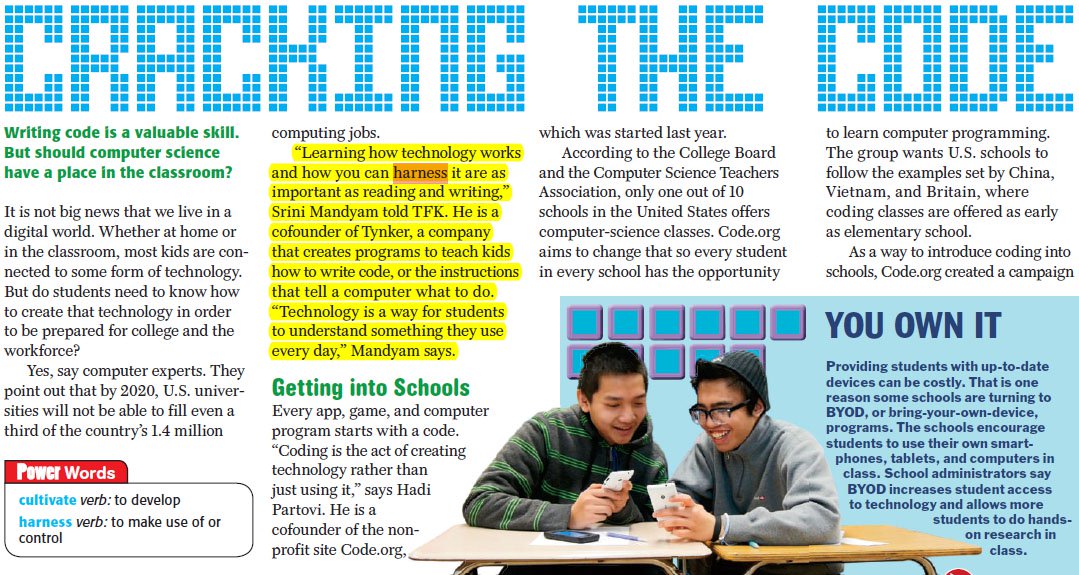 CRACKING THE CODE
Writing code is a valuable skill.
But should computer science
have a place in the classroom?
It is not big news that we live in a
digital world. Whether at home or
in the classroom, most kids are con-
nected to some form of technology.
But do students need to know how
to create that technology in order
to be prepared for college and the
workforce?
Yes, say computer experts. They
point out that by 2020, U.S. univer-
sities will not be able to fill even a
third of the country's 1.4 million
Power Words
cultivate verb: to develop
harness verb: to make use of or
control
computing jobs.
“Learning how technology works
and how you can harness it are as
important as reading and writing,”
Srini Mandyam told TFK. He is a
cofounder of Tynker, a company
that creates programs to teach kids
how to write code, or the instructions
that tell a computer what to do.
“Technology is a way for students
to understand something they use
every day,” Mandyam says.
Getting into Schools
Every app, game, and computer
program starts with a code.
“Coding is the act of creating
technology rather than
just using it,” says Hadi
Partovi. He is a
cofounder of the non-
profit site Code.org,
which was started last year.
According to the College Board
and the Computer Science Teachers
Association, only one out of 10
schools in the United States offers
computer-science classes. Code.org
aims to change that so every student
in every school has the opportunity
to learn computer programming.
The group wants U.S. schools to
follow the examples set by China,
Vietnam, and Britain, where
coding classes are offered as early
as elementary school.
As a way to introduce coding into
schools, Code.org created a campaign
YOU OWN IT
Providing students with up-to-date
devices can be costly. That is one
reason some schools are turning to
BYOD, or bring-your-own-device,
programs. The schools encourage
students to use their own smart-
phones, tablets, and computers in
class. School administrators say
BYOD increases student access
to technology and allows more
students to do hands-
on research in
class.